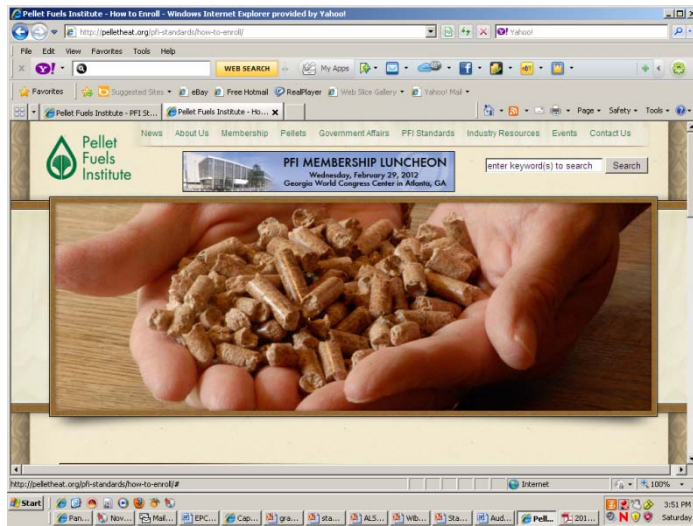 Pellet Fuels Institute - How to Enroll - Windows Internet Explorer provided by Yahoo!
http://pelletheat.org/pfi-standards/how-to-enroll/
Yahoo!
File Edit View Favorites Tools Help
WEB SEARCH
My Apps
Favorites
Suggested Sites
eBay
Free Hotmail
RealPlayer
Web Slice Gallery
Yahoo! Mail
Pellet Fuels Institute - PFI St...
Pellet Fuels Institute - Ho...
Page
Safety
Tools
Pellet
Fuels
Institute
News About Us Membership Pellets Government Affairs PFI Standards Industry Resources Events Contact Us
PFI MEMBERSHIP LUNCHEON
Wednesday, February 29, 2012
Georgia World Congress Center in Atlanta, GA
enter keyword(s) to search
Search
http://pelletheat.org/pfi-standards/how-to-enroll/#
Internet
100%
Start
3:51 PM
Pan...
Nov...
Mail...
EPC...
Cap...
gra...
sta...
ALS...
Wib...
Sta...
Aud...
Pell...
201...
Saturday